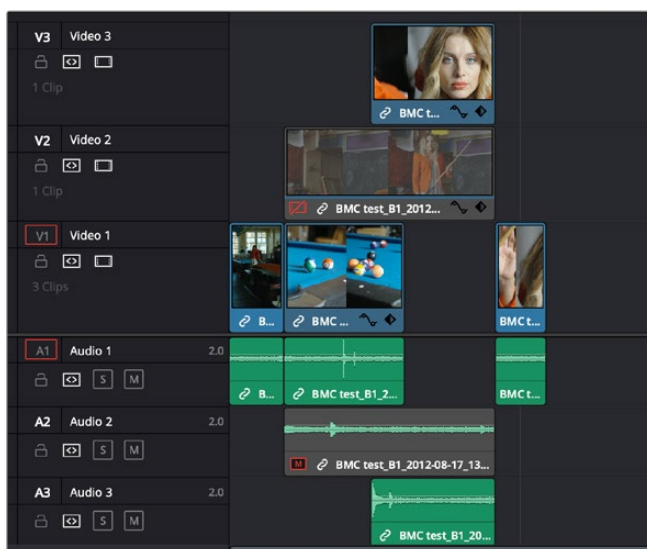 V3 Video 3
1 Clip
BMC t...
V2 Video 2
1 Clip
BMC test_B1_2012...
V1 Video 1
3 Clips
B...
BMC ...
BMC t...
A1 Audio 1 2.0
S M
B...
BMC test_B1_2...
BMC t...
A2 Audio 2 2.0
S M
M BMC test_B1_2012-08-17_13...
A3 Audio 3 2.0
S M
BMC test_B1_20...